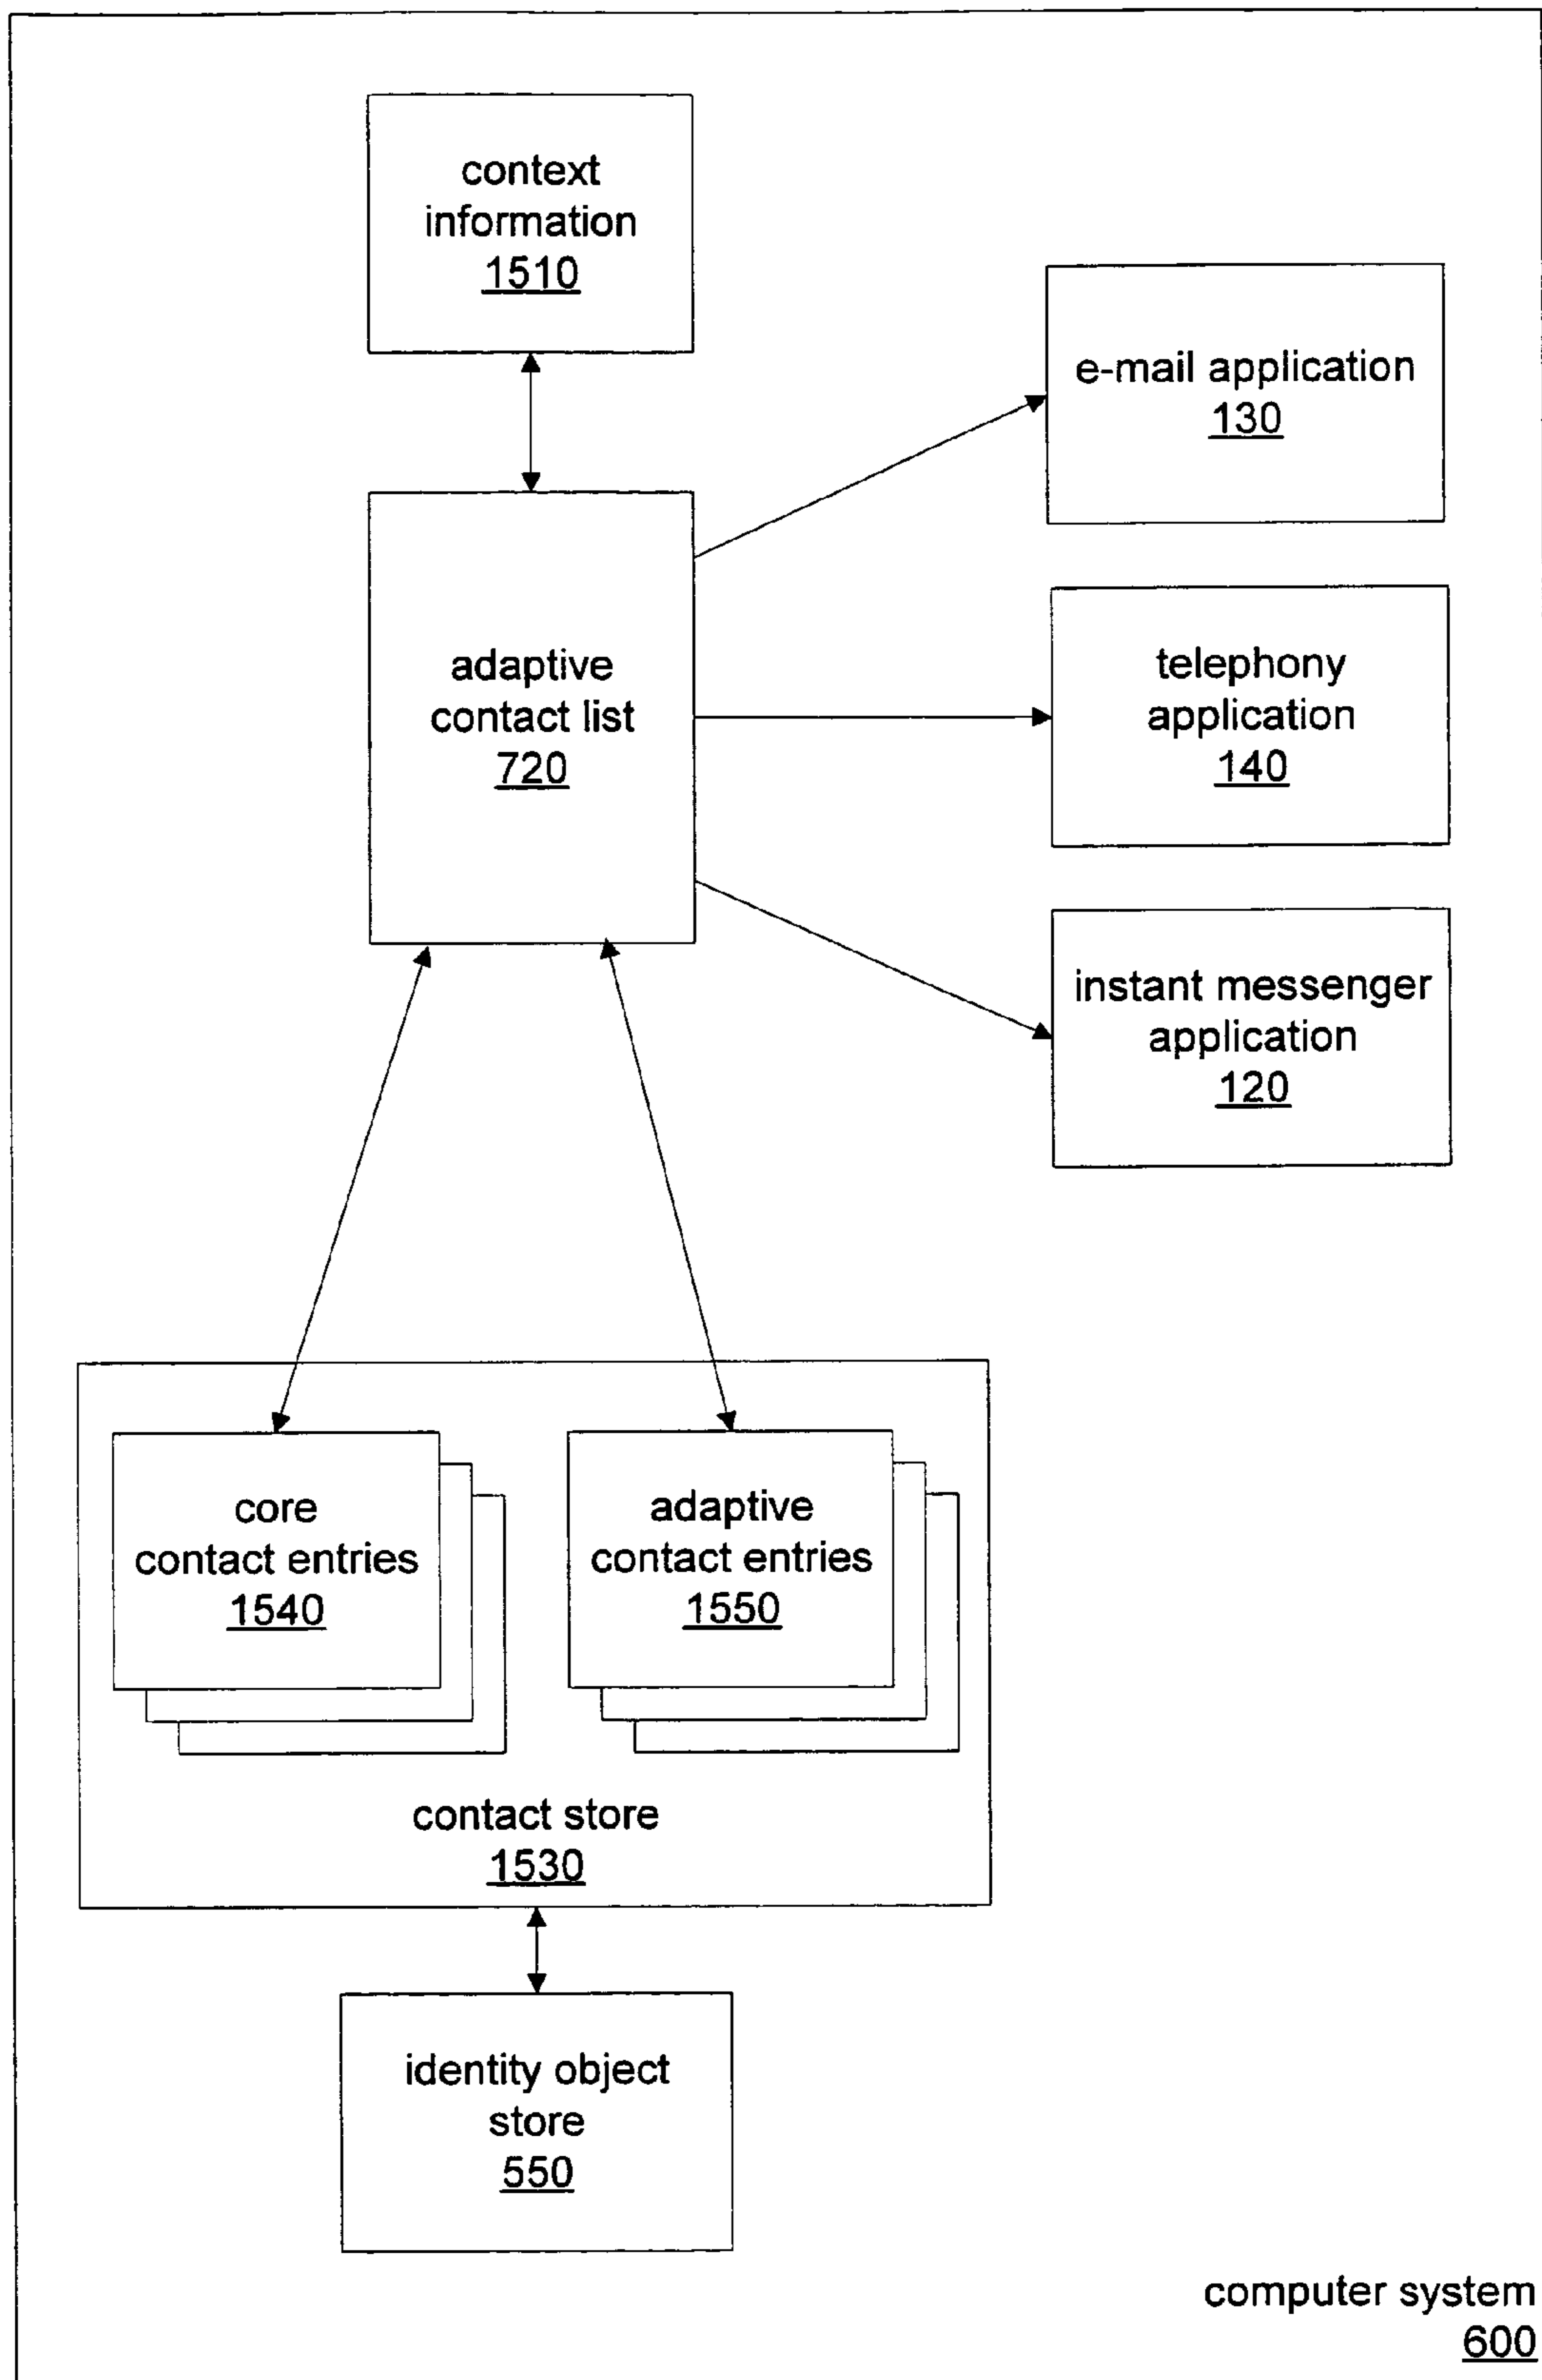 context
information
1510
e-mail application
130
adaptive
contact list
720
telephony
application
140
instant messenger
application
120
core
contact entries
1540
adaptive
contact entries
1550
contact store
1530
identity object
store
550
computer system
600